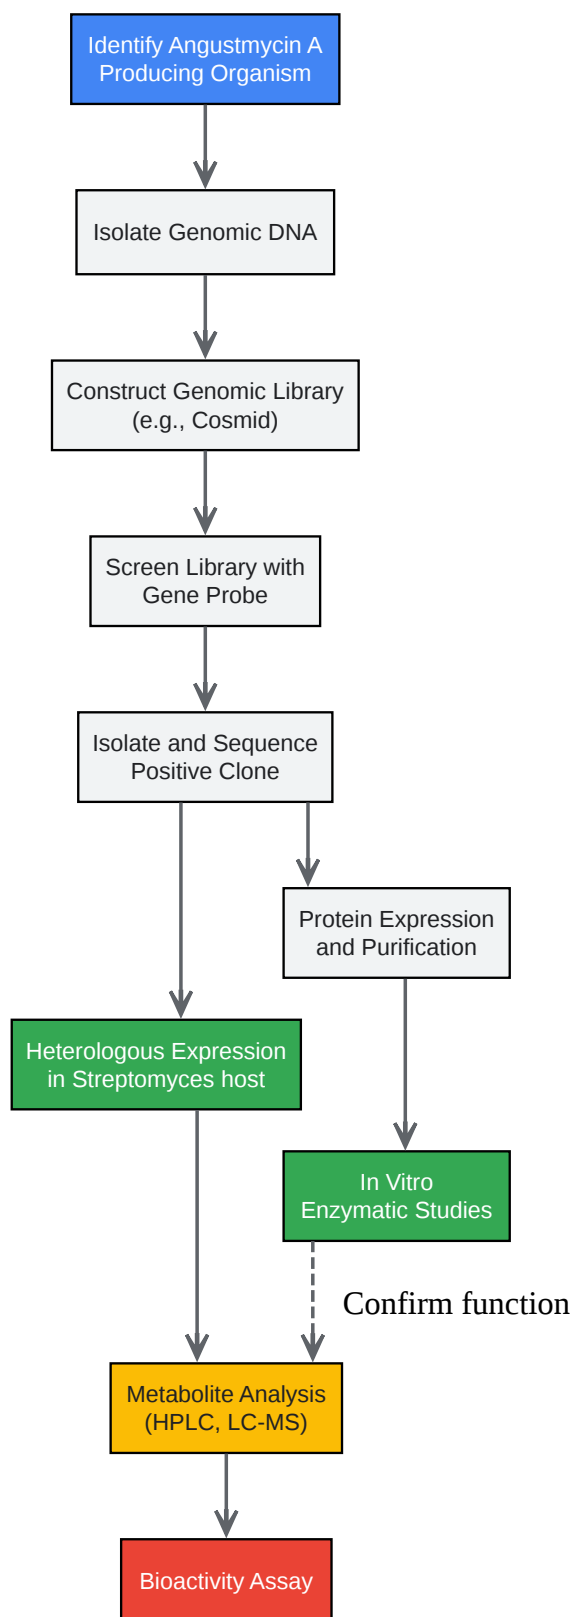 Identify Angustmycin A
Producing Organism
Isolate Genomic DNA
Construct Genomic Library
(e.g., Cosmid)
Screen Library with
Gene Probe
Isolate and Sequence
Positive Clone
Protein Expression
and Purification
Heterologous Expression
in Streptomyces host
In Vitro
Enzymatic Studies
Confirm function
Metabolite Analysis
(HPLC, LC-MS)
Bioactivity Assay